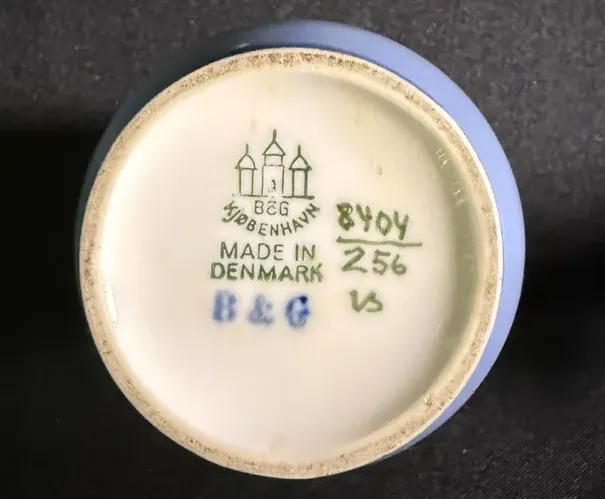 B&G
KJØBENHAVN
MADE IN
DENMARK
B & G
8404
256
VS